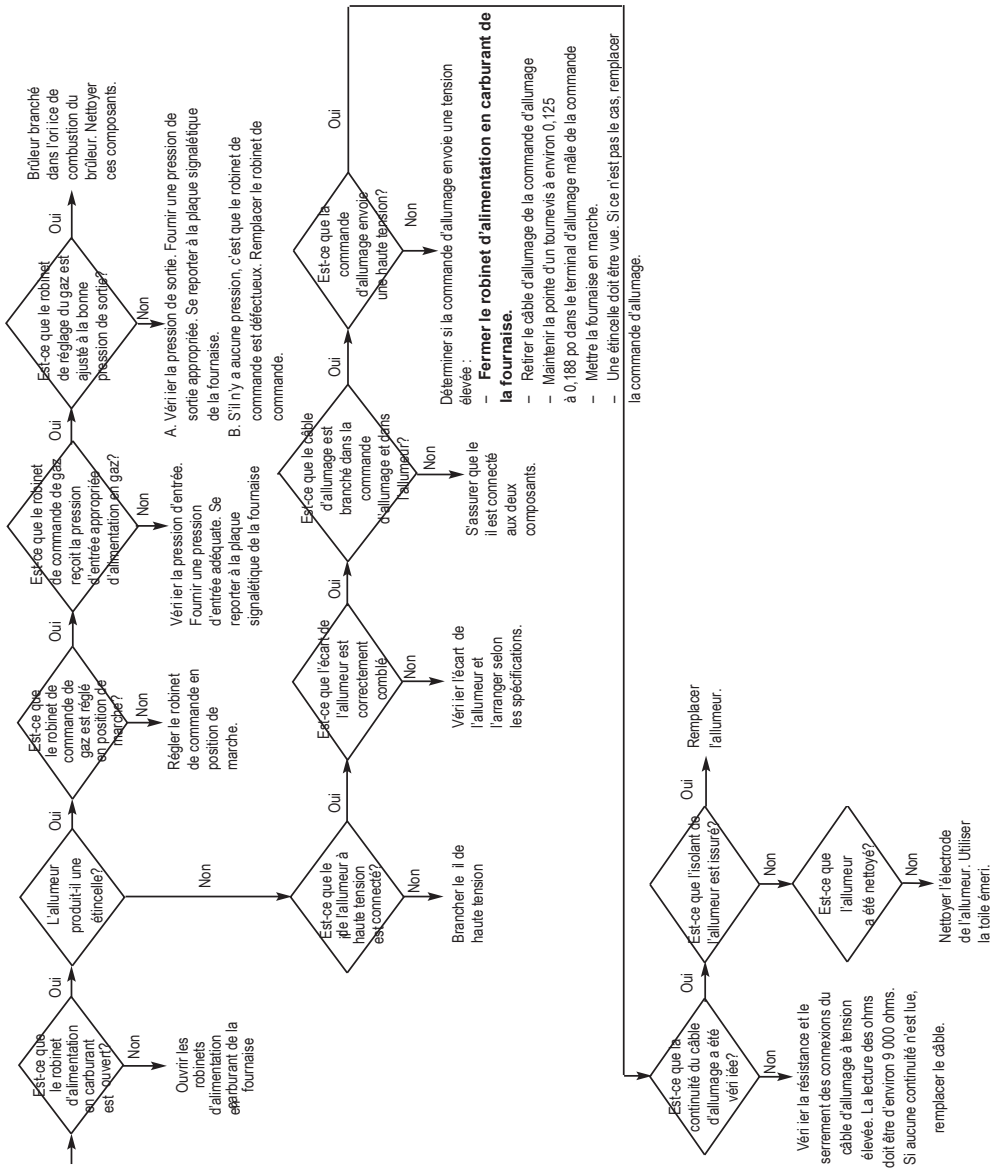 Est-ce que
le robinet
d'alimentation
en carburant
est ouvert?
Oui
Non
Ouvrir les
robinets
d'alimentation
en
carburant de la
fournaise
L'allumeur
produit-il une
étincelle?
Oui
Non
Est-ce que
le robinet de
commande de
gaz est réglé
en position de
marche?
Oui
Non
Régler le robinet
de commande en
position de
marche.
Est-ce que le robinet
de commande de gaz
reçoit la pression
d'entrée appropriée
d'alimentation en gaz?
Oui
Non
Véri ier la pression d'entrée.
Fournir une pression
d'entrée adéquate. Se
reporter à la plaque
signalétique de la fournaise
Est-ce que le robinet
de réglage du gaz est
ajusté à la bonne
pression de sortie?
Oui
Non
Brûleur branché
dans l'ori ice de
combustion du
brûleur. Nettoyer
ces composants.
A. Véri ier la pression de sortie. Fournir une pression de
sortie appropriée. Se reporter à la plaque signalétique
de la fournaise.
B. S'il n'y a aucune pression, c'est que le robinet de
commande est défectueux. Remplacer le robinet de
commande.
Est-ce que le
il
de l'allumeur à
haute tension
est connecté?
Oui
Non
Brancher le il de
haute tension
Est-ce que l'écart de
l'allumeur est
correctement
comblé
Oui
Non
Véri ier l'écart de
l'allumeur et
l'arranger selon
les spécifications.
Est-ce que le câble
d'allumage est
branché dans la
commande
d'allumage et dans
l'allumeur?
Oui
Non
S'assurer que le
il est connecté
aux deux
composants.
Est-ce que la
commande
d'allumage envoie
une haute tension?
Oui
Non
Déterminer si la commande d'allumage envoie une tension
élevée :
– Fermer le robinet d'alimentation en carburant de
la fournaise.
– Retirer le câble d'allumage de la commande d'allumage
– Maintenir la pointe d'un tournevis à environ 0,125
à 0,188 po dans le terminal d'allumage mâle de la commande
– Mettre la fournaise en marche.
– Une étincelle doit être vue. Si ce n'est pas le cas, remplacer
la commande d'allumage.
Est-ce que la
continuité du câble
d'allumage a été
véri iée?
Oui
Non
Véri ier la résistance et le
serrement des connexions du
câble d'allumage à tension
élevée. La lecture des ohms
doit être d'environ 9 000 ohms.
Si aucune continuité n'est lue,
remplacer le câble.
Est-ce que l'isolant de
l'allumeur est issuré?
Oui
Non
Remplacer
l'allumeur.
Est-ce que
l'allumeur
a été nettoyé?
Non
Nettoyer l'électrode
de l'allumeur. Utiliser
la toile émeri.